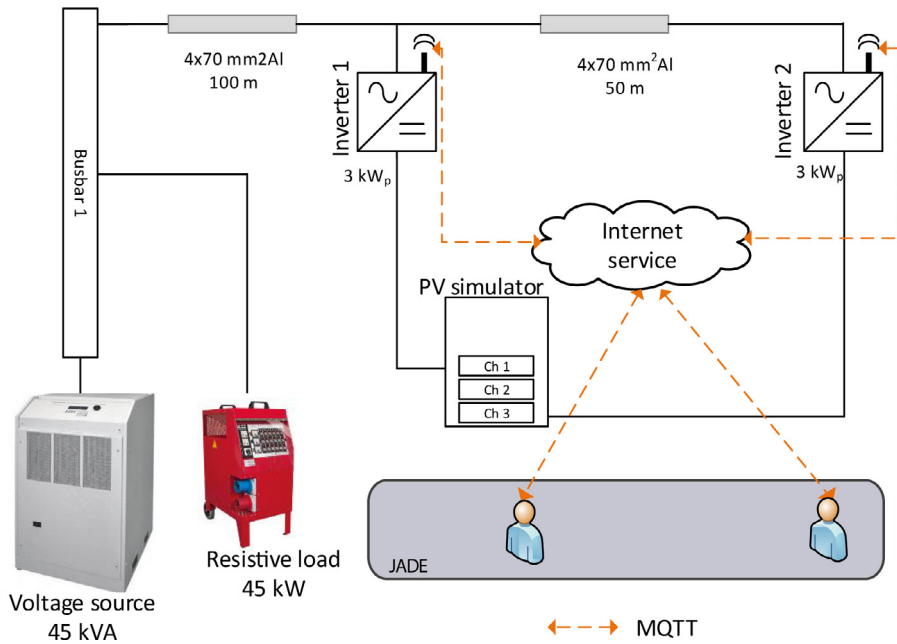 4x70 mm2Al
100 m
4x70 mm²Al
50 m
Inverter 1
Inverter 2
3 kWₚ
3 kWₚ
Busbar 1
Internet
service
PV simulator
Ch 1
Ch 2
Ch 3
JADE
Resistive load
45 kW
Voltage source
45 kVA
MQTT